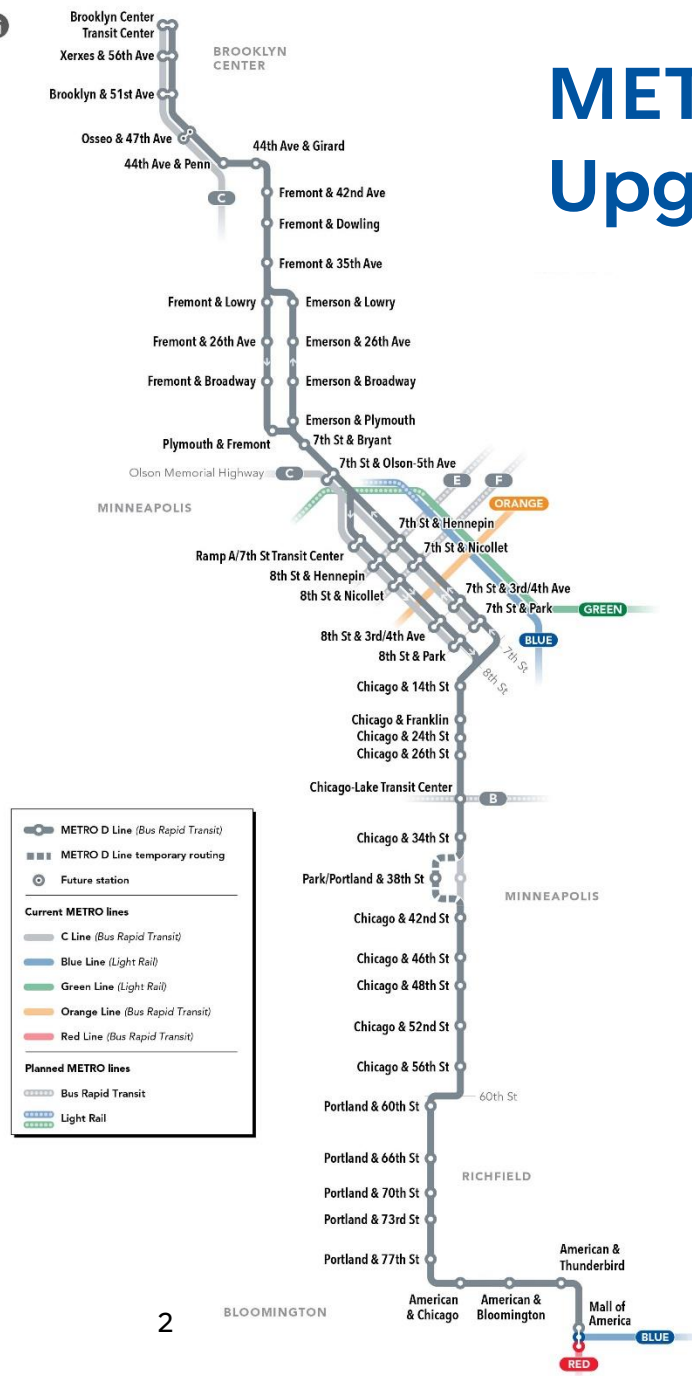 Brooklyn Center
Transit Center
Xerxes & 56th Ave
BROOKLYN
CENTER
Brooklyn & 51st Ave
Osseo & 47th Ave
44th Ave & Girard
44th Ave & Penn
C
Fremont & 42nd Ave
Fremont & Dowling
Fremont & 35th Ave
Fremont & Lowry
Emerson & Lowry
Fremont & 26th Ave
Emerson & 26th Ave
Fremont & Broadway
Emerson & Broadway
Emerson & Plymouth
Plymouth & Fremont
7th St & Bryant
7th St & Olson-5th Ave
Olson Memorial Highway
C
E
F
ORANGE
MINNEAPOLIS
7th St & Hennepin
Ramp A/7th St Transit Center
7th St & Nicollet
8th St & Hennepin
8th St & Nicollet
7th St & 3rd/4th Ave
7th St & Park
GREEN
8th St & 3rd/4th Ave
BLUE
8th St & Park
7th St
8th St
Chicago & 14th St
Chicago & Franklin
Chicago & 24th St
Chicago & 26th St
Chicago-Lake Transit Center
B
Chicago & 34th St
Park/Portland & 38th St
MINNEAPOLIS
Chicago & 42nd St
Chicago & 46th St
Chicago & 48th St
Chicago & 52nd St
Chicago & 56th St
60th St
Portland & 60th St
Portland & 66th St
RICHFIELD
Portland & 70th St
Portland & 73rd St
Portland & 77th St
American &
Thunderbird
American
& Chicago
American &
Bloomington
Mall of
America
BLUE
RED
BLOOMINGTON
2
METRO D Line (Bus Rapid Transit)
METRO D Line temporary routing
Future station
Current METRO lines
C Line (Bus Rapid Transit)
Blue Line (Light Rail)
Green Line (Light Rail)
Orange Line (Bus Rapid Transit)
Red Line (Bus Rapid Transit)
Planned METRO lines
Bus Rapid Transit
Light Rail
MET
Upg